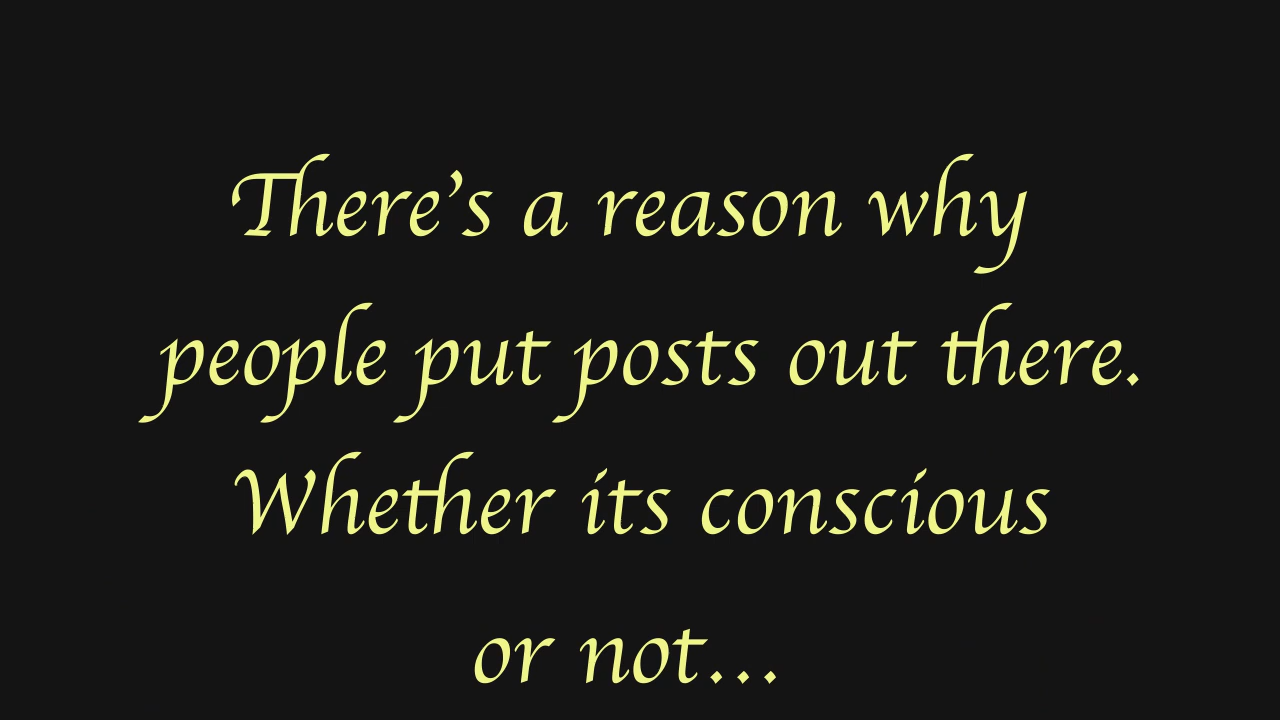 There's a reason why
people put posts out there.
Whether its conscious
or not...